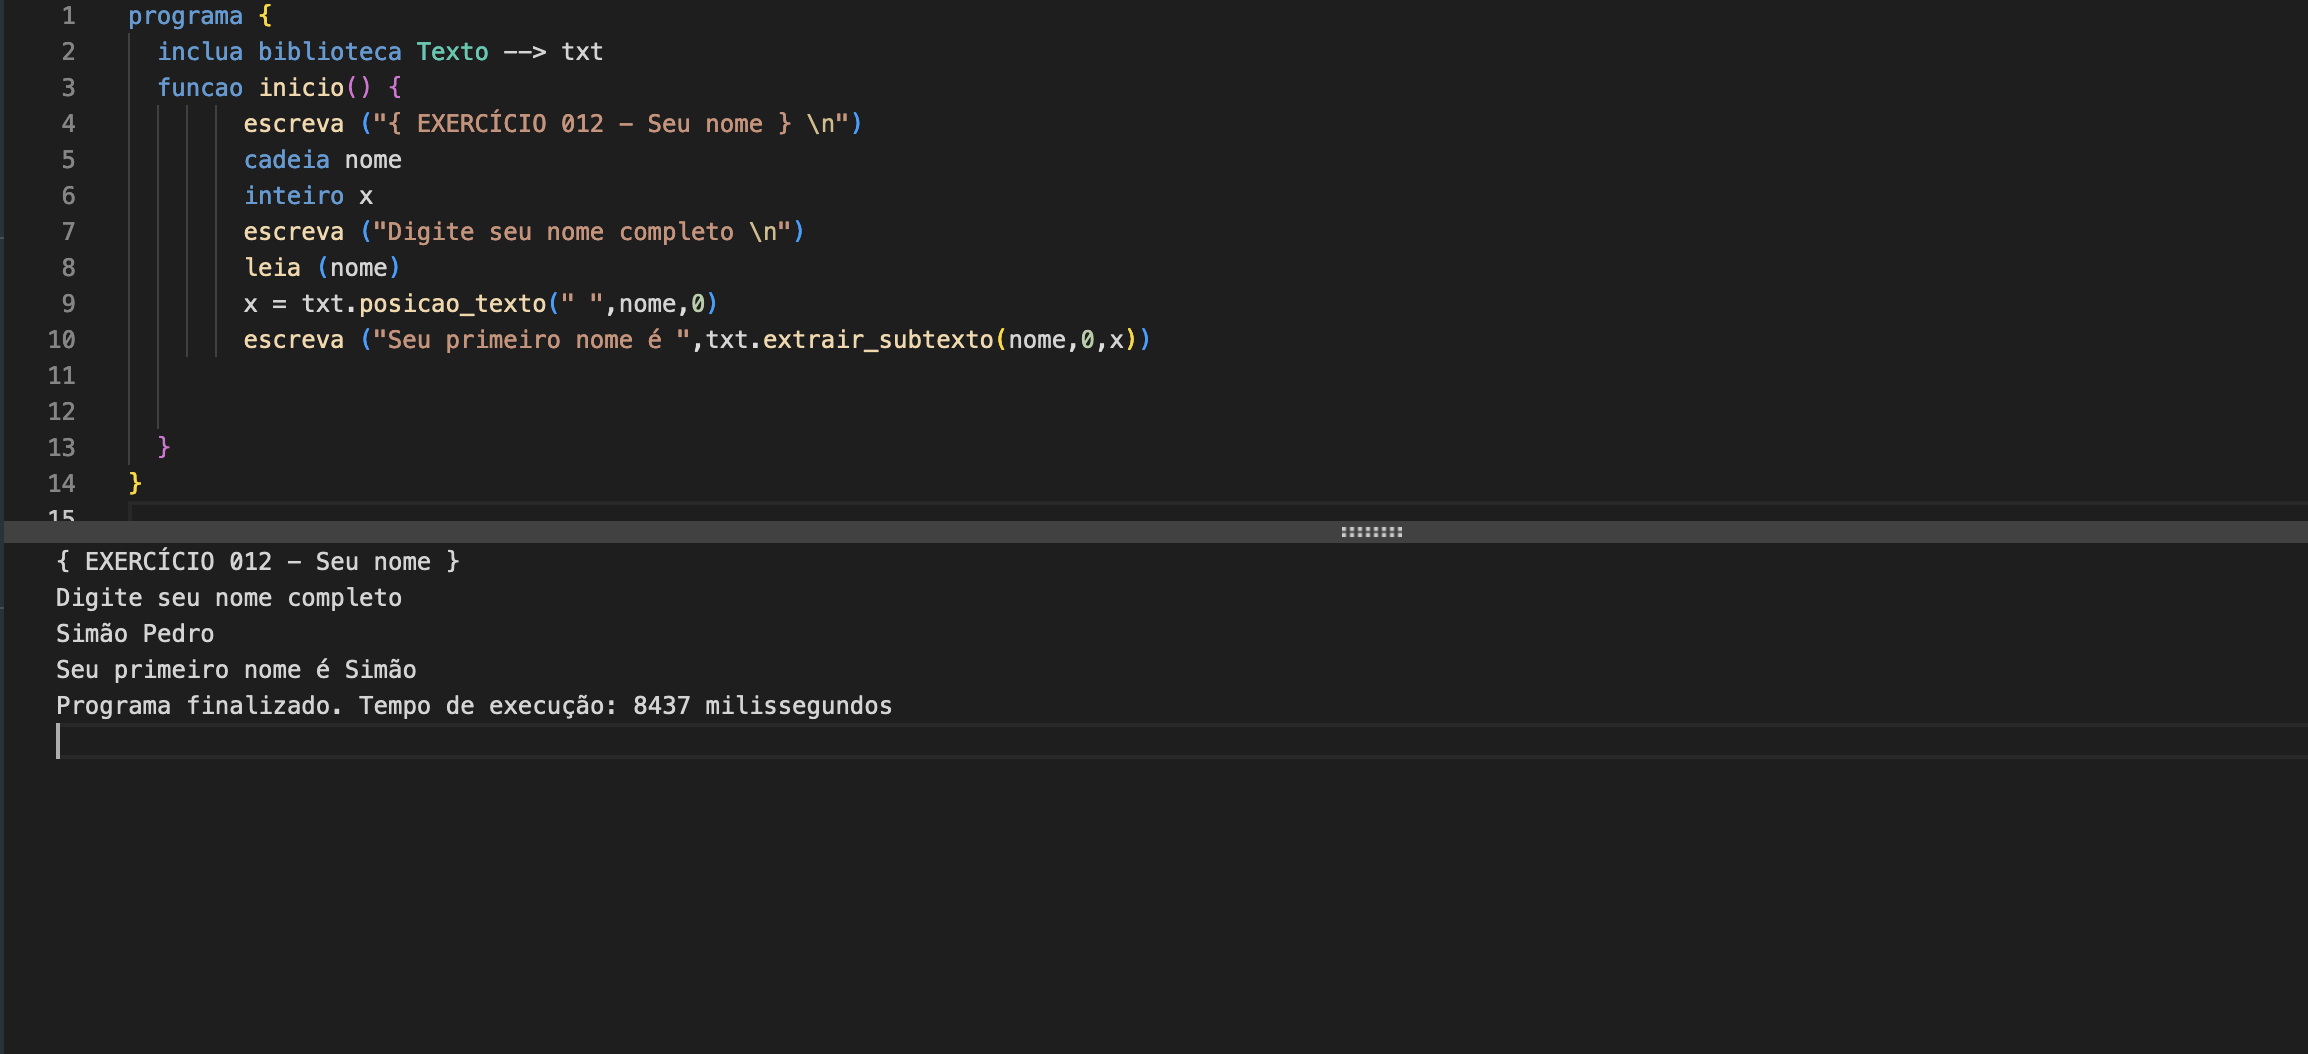 1 programa {
2 inclua biblioteca Texto --> txt
3 funcao inicio() {
4 escreva ("{ EXERCÍCIO 012 - Seu nome } \n")
5 cadeia nome
6 inteiro x
7 escreva ("Digite seu nome completo \n")
8 leia (nome)
9 x = txt.posicao_texto(" ",nome,0)
10 escreva ("Seu primeiro nome é ",txt.extrair_subtexto(nome,0,x))
11
12
13 }
14 }
15
{ EXERCÍCIO 012 - Seu nome }
Digite seu nome completo
Simão Pedro
Seu primeiro nome é Simão
Programa finalizado. Tempo de execução: 8437 milissegundos